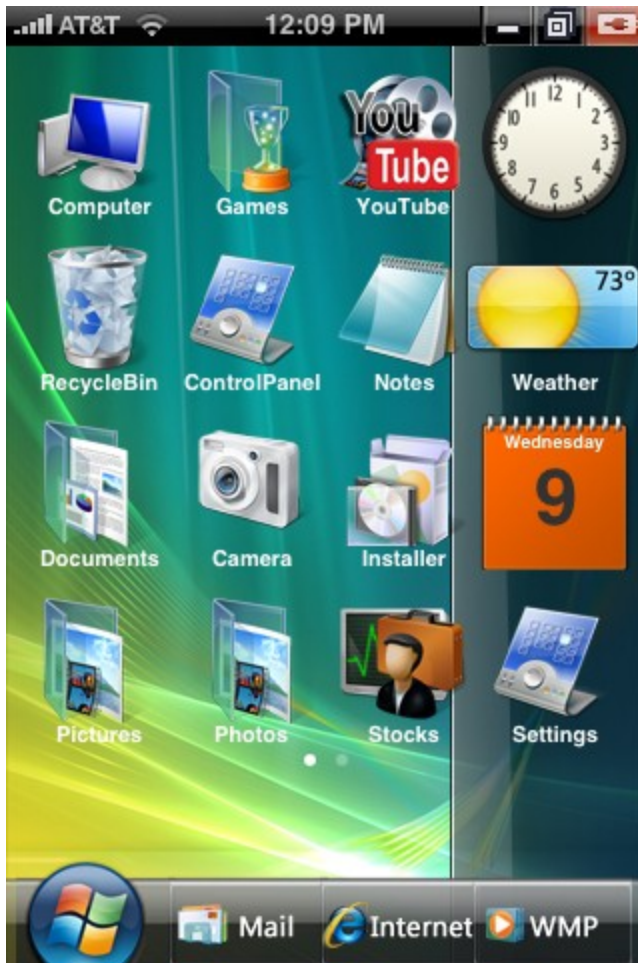 AT&T 12:09 PM
You
Tube
Computer Games YouTube
11 12 1
10 2
9 3
8 4
7 6 5
73°
RecycleBin ControlPanel Notes Weather
Wednesday
9
Documents Camera Installer
Pictures Photos Stocks Settings
Mail Internet WMP